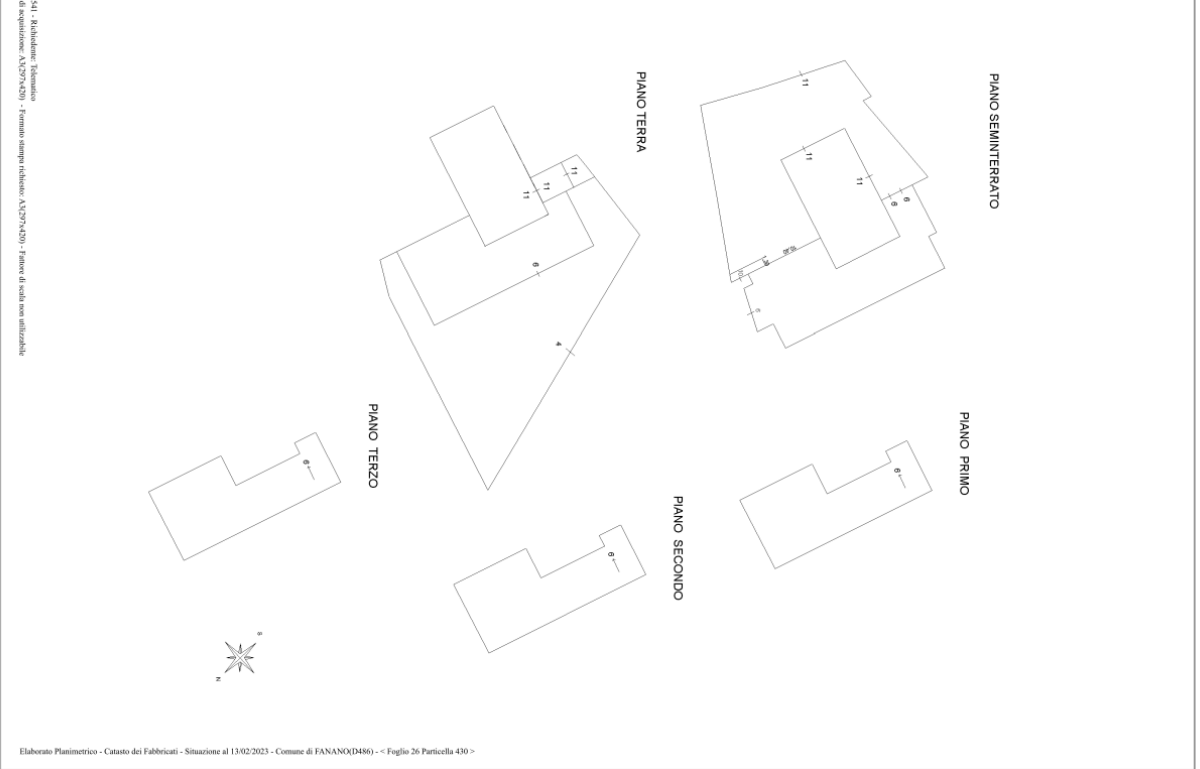 541 - Richiedente: Telematico
di acquisizione: A3(297x420) - Formato stampa richiesto: A3(297x420) - Fattore di scala non utilizzabile
PIANO SEMINTERRATO
11
11
11
6
6
PIANO TERRA
11
11
11
6
4
PIANO PRIMO
6
PIANO SECONDO
6
PIANO TERZO
6
S
N
Elaborato Planimetrico - Catasto dei Fabbricati - Situazione al 13/02/2023 - Comune di FANANO(D486) - < Foglio 26 Particella 430 >